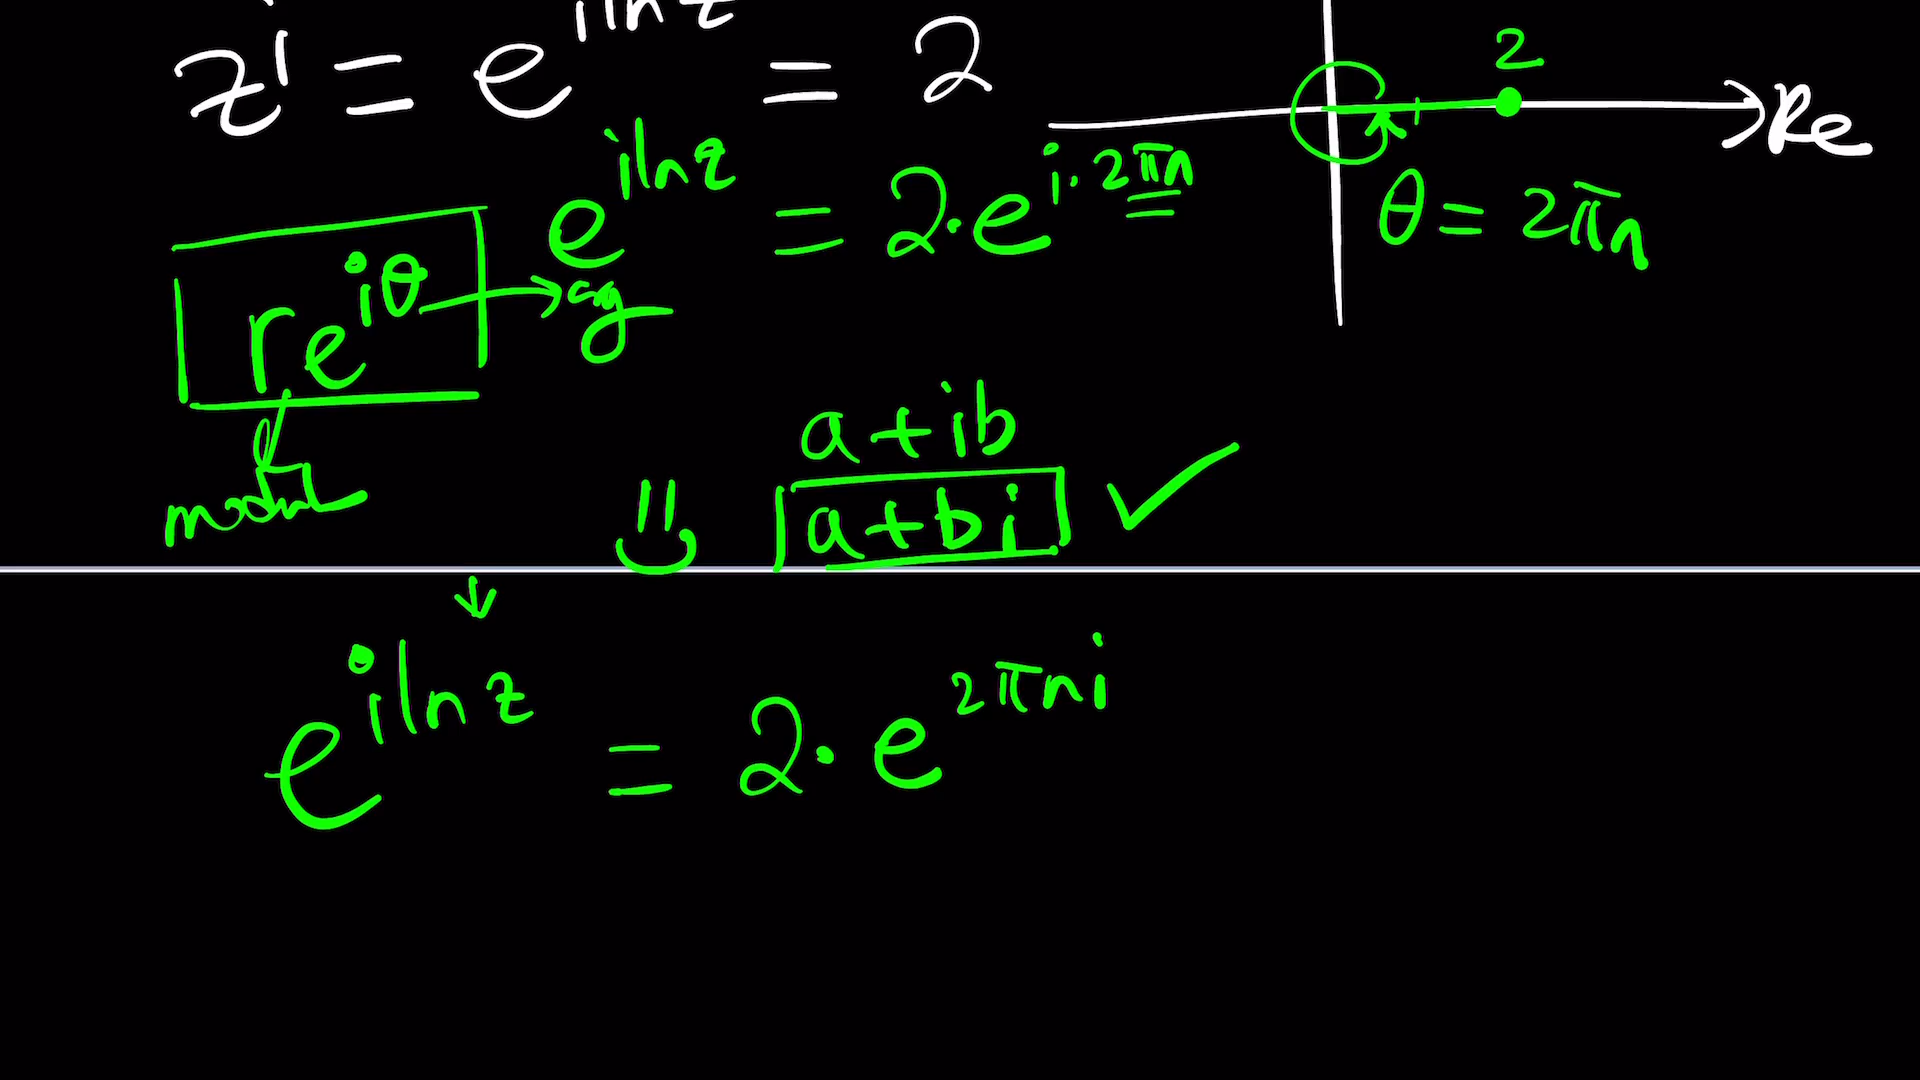 z^i = e^{i ln z} = 2
2
Re
e^{i ln z} = 2·e^{i·2πn}
θ = 2πn
re^{iθ} → arg
modul
a + ib
a + bi ✓
e^{i ln z} = 2·e^{2πni}